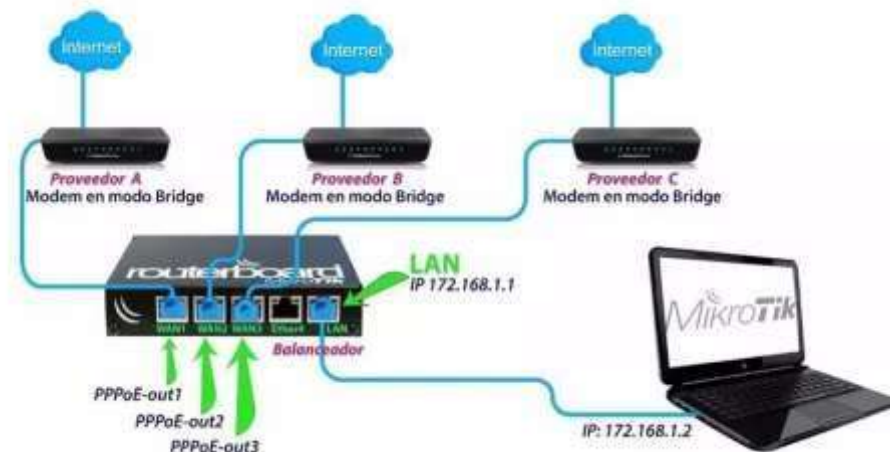 Internet
Internet
Internet
Proveedor A
Modem en modo Bridge
Proveedor B
Modem en modo Bridge
Proveedor C
Modem en modo Bridge
routerboard
LAN
IP 172.168.1.1
WAN1 WAN2 WAN3 Ether4 LAN
Balanceador
PPPoE-out1
PPPoE-out2
PPPoE-out3
MikroTik
IP: 172.168.1.2